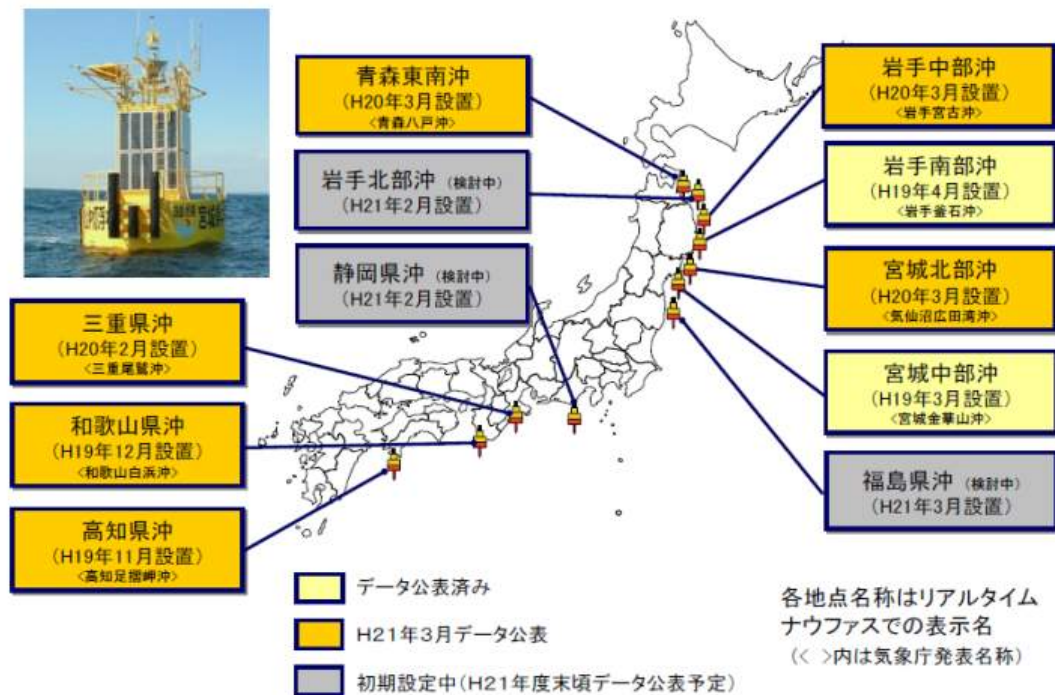 青森東南沖
(H20年3月設置)
<青森八戸沖>
岩手北部沖 (検討中)
(H21年2月設置)
静岡県沖 (検討中)
(H21年2月設置)
三重県沖
(H20年2月設置)
<三重尾鷲沖>
和歌山県沖
(H19年12月設置)
<和歌山白浜沖>
高知県沖
(H19年11月設置)
<高知足摺岬沖>
岩手中部沖
(H20年3月設置)
<岩手宮古沖>
岩手南部沖
(H19年4月設置)
<岩手釜石沖>
宮城北部沖
(H20年3月設置)
<気仙沼広田湾沖>
宮城中部沖
(H19年3月設置)
<宮城金華山沖>
福島県沖 (検討中)
(H21年3月設置)
データ公表済み
H21年3月データ公表
初期設定中(H21年度末頃データ公表予定)
各地点名称はリアルタイム
ナウファスでの表示名
(< >内は気象庁発表名称)